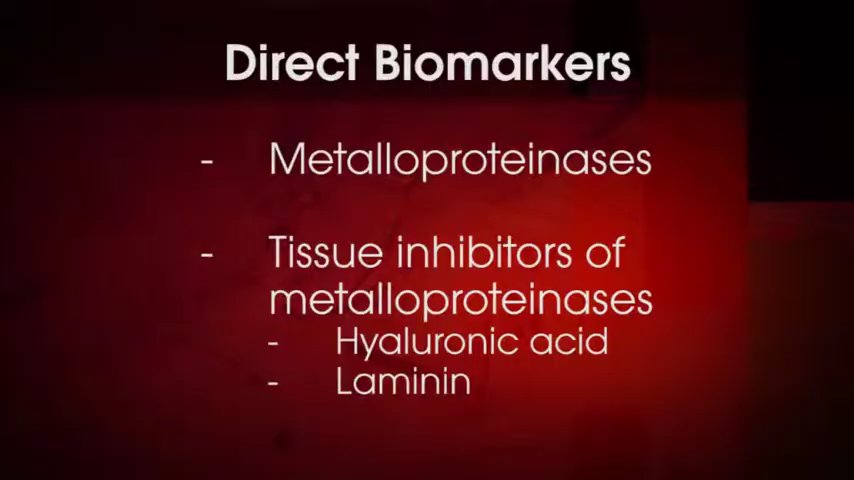 Direct Biomarkers
- Metalloproteinases
- Tissue inhibitors of
metalloproteinases
- Hyaluronic acid
- Laminin